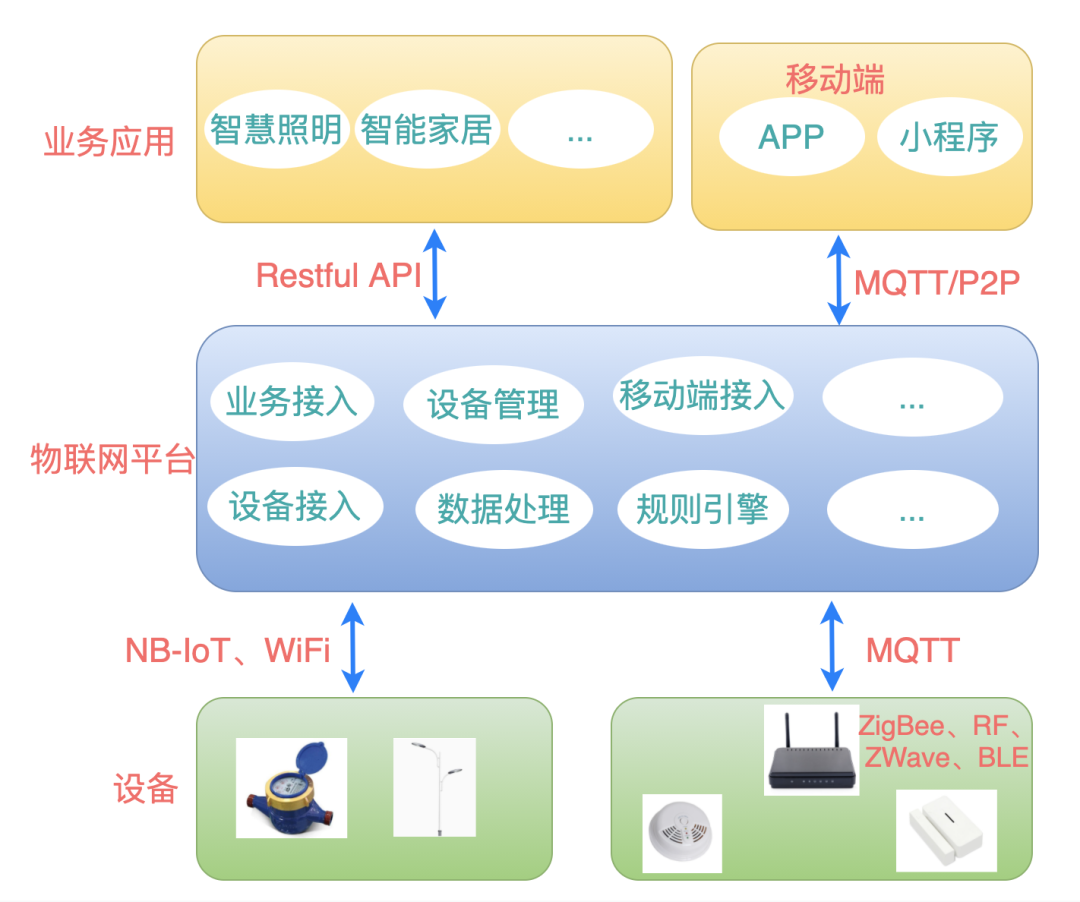 移动端
业务应用
智慧照明
智能家居
...
APP
小程序
Restful API
MQTT/P2P
业务接入
设备管理
移动端接入
...
物联网平台
设备接入
数据处理
规则引擎
...
NB-IoT、WiFi
MQTT
ZigBee、RF、
ZWave、BLE
设备